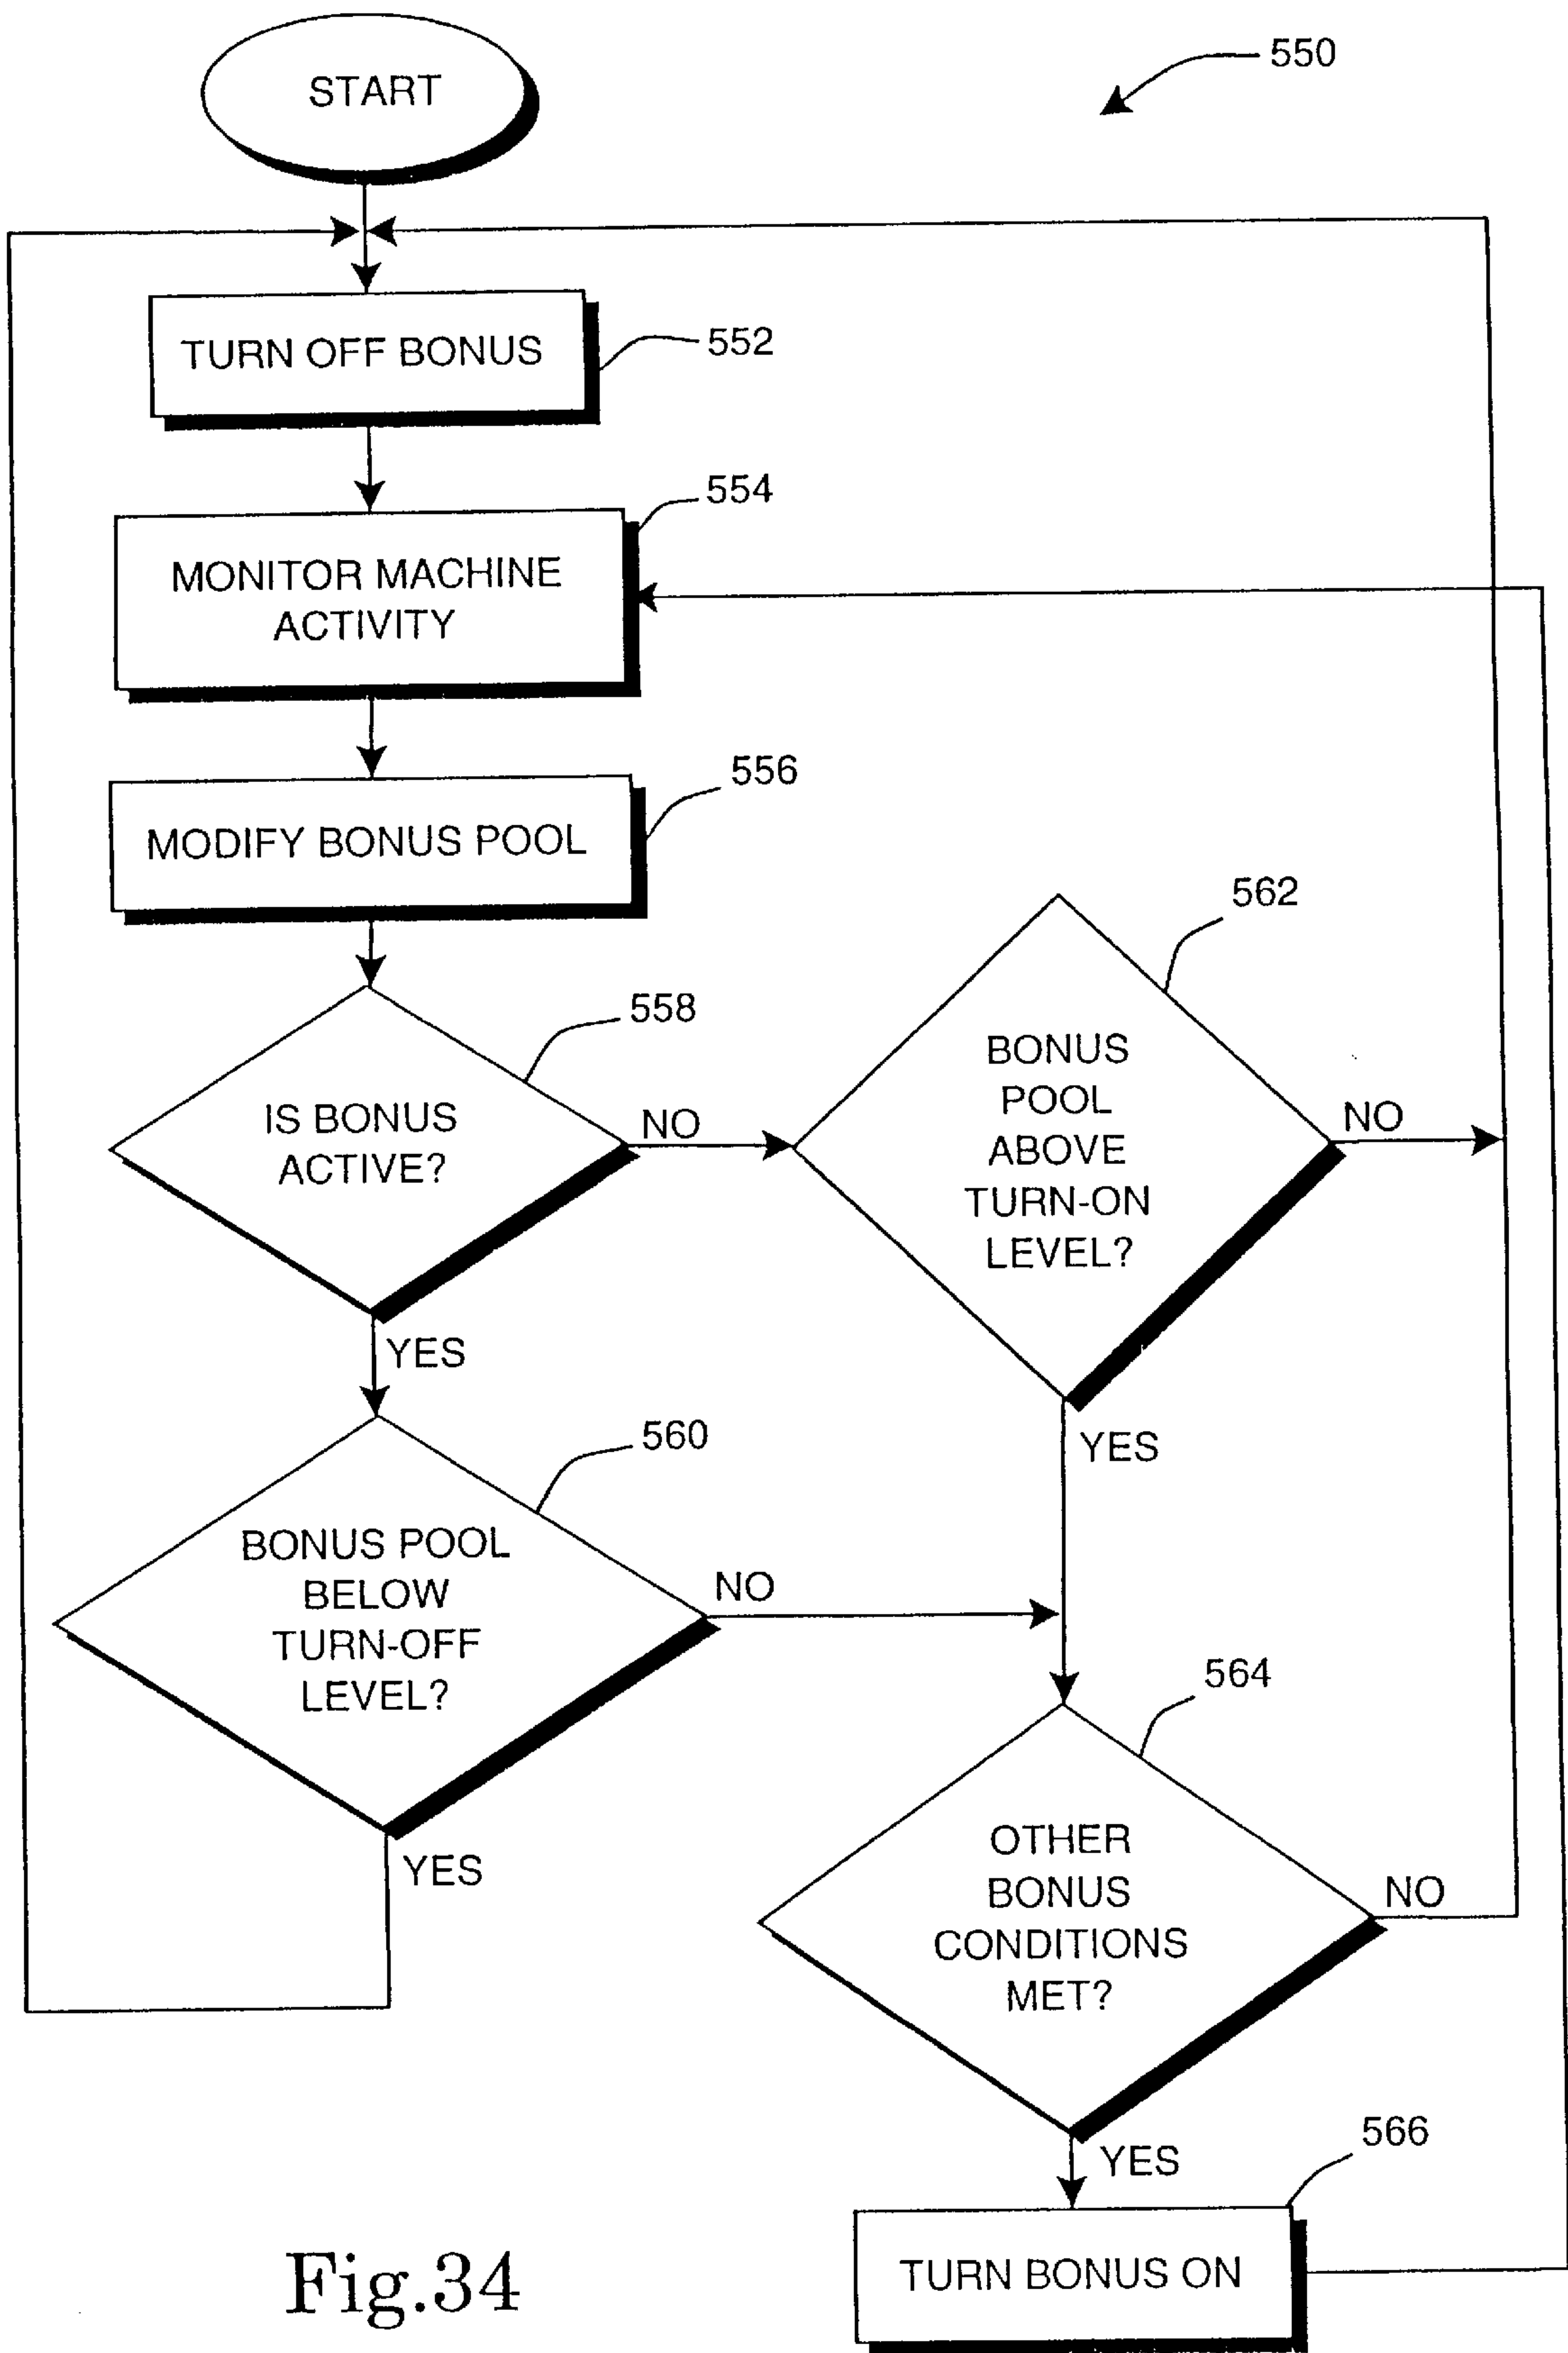 START
550
TURN OFF BONUS
552
554
MONITOR MACHINE
ACTIVITY
556
MODIFY BONUS POOL
562
558
BONUS
POOL
ABOVE
TURN-ON
LEVEL?
NO
IS BONUS
ACTIVE?
NO
YES
560
YES
BONUS POOL
BELOW
TURN-OFF
LEVEL?
NO
564
YES
OTHER
BONUS
CONDITIONS
MET?
NO
YES
566
TURN BONUS ON
Fig.34